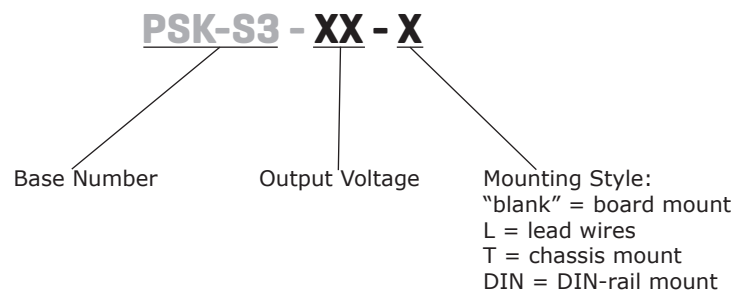 PSK-S3 - XX - X
Base Number
Output Voltage
Mounting Style:
“blank” = board mount
L = lead wires
T = chassis mount
DIN = DIN-rail mount